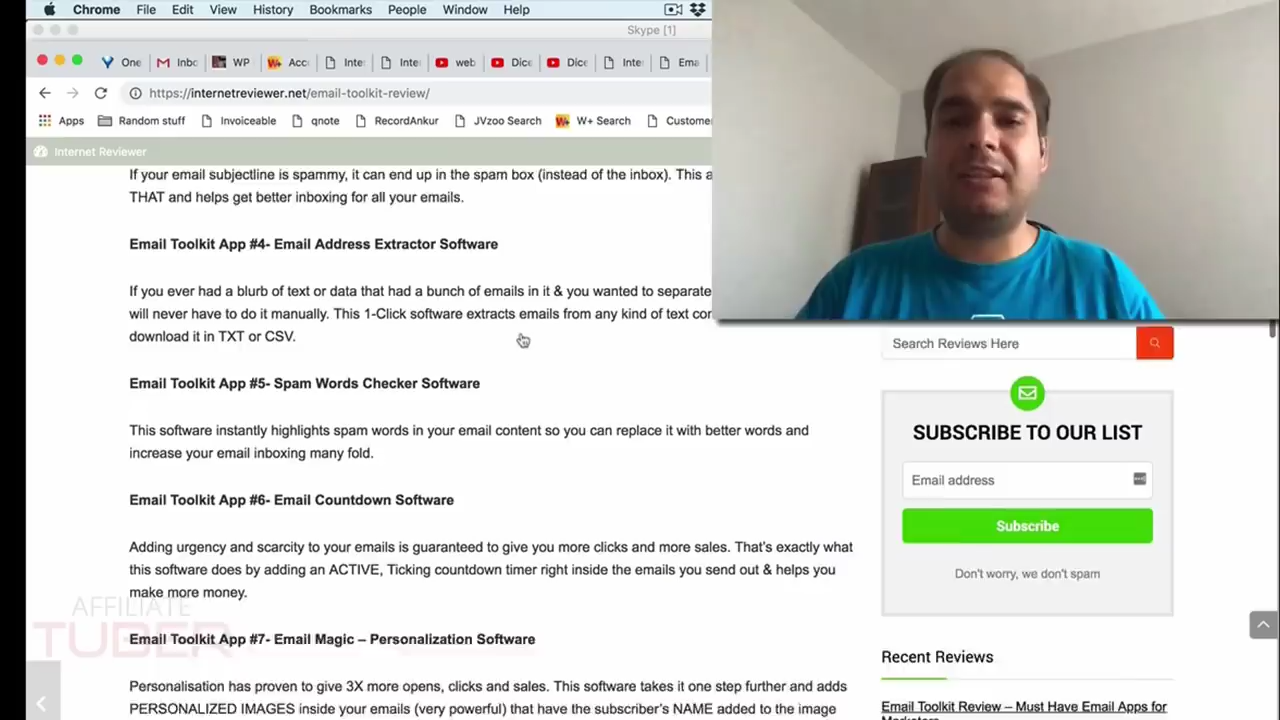 Chrome File Edit View History Bookmarks People Window Help
Skype [1]
One Inbo WP Acc Inte Inte web Dice Dice Inte Ema
https://internetreviewer.net/email-toolkit-review/
Apps Random stuff Invoiceable qnote RecordAnkur JVzoo Search W+ Search Custome
Internet Reviewer
If your email subjectline is spammy, it can end up in the spam box (instead of the inbox). This a
THAT and helps get better inboxing for all your emails.
Email Toolkit App #4- Email Address Extractor Software
If you ever had a blurb of text or data that had a bunch of emails in it & you wanted to separate
will never have to do it manually. This 1-Click software extracts emails from any kind of text con
download it in TXT or CSV.
Email Toolkit App #5- Spam Words Checker Software
This software instantly highlights spam words in your email content so you can replace it with better words and
increase your email inboxing many fold.
Email Toolkit App #6- Email Countdown Software
Adding urgency and scarcity to your emails is guaranteed to give you more clicks and more sales. That's exactly what
this software does by adding an ACTIVE, Ticking countdown timer right inside the emails you send out & helps you
make more money.
AFFILIATE
TUBER
Email Toolkit App #7- Email Magic – Personalization Software
Personalisation has proven to give 3X more opens, clicks and sales. This software takes it one step further and adds
PERSONALIZED IMAGES inside your emails (very powerful) that have the subscriber's NAME added to the image
Search Reviews Here
SUBSCRIBE TO OUR LIST
Email address
Subscribe
Don't worry, we don't spam
Recent Reviews
Email Toolkit Review – Must Have Email Apps for
Marketers